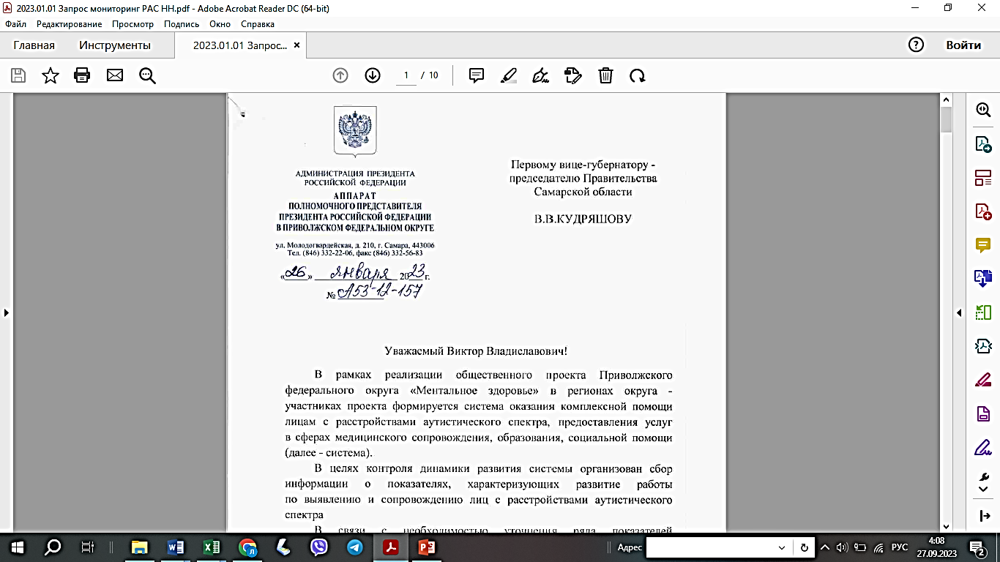 2023.01.01 Запрос мониторинг РАС НН.pdf - Adobe Acrobat Reader DC (64-bit)
Файл Редактирование Просмотр Подпись Окно Справка
Главная Инструменты 2023.01.01 Запрос... × Войти
1 / 10
АДМИНИСТРАЦИЯ ПРЕЗИДЕНТА
РОССИЙСКОЙ ФЕДЕРАЦИИ
АППАРАТ
ПОЛНОМОЧНОГО ПРЕДСТАВИТЕЛЯ
ПРЕЗИДЕНТА РОССИЙСКОЙ ФЕДЕРАЦИИ
В ПРИВОЛЖСКОМ ФЕДЕРАЛЬНОМ ОКРУГЕ
ул. Молодогвардейская, д. 210, г. Самара, 443006
Тел. (846) 332-22-06, факс (846) 332-56-83
«26» января 2023 г.
№ А53-12-157
Первому вице-губернатору -
председателю Правительства
Самарской области
В.В.КУДРЯШОВУ
Уважаемый Виктор Владиславович!
В рамках реализации общественного проекта Приволжского
федерального округа «Ментальное здоровье» в регионах округа -
участниках проекта формируется система оказания комплексной помощи
лицам с расстройствами аутистического спектра, предоставления услуг
в сферах медицинского сопровождения, образования, социальной помощи
(далее - система).
В целях контроля динамики развития системы организован сбор
информации о показателях, характеризующих развитие работы
по выявлению и сопровождению лиц с расстройствами аутистического
спектра
В связи с необходимостью уточнения ряда показателей
Адрес
РУС
4:08
27.09.2023
2